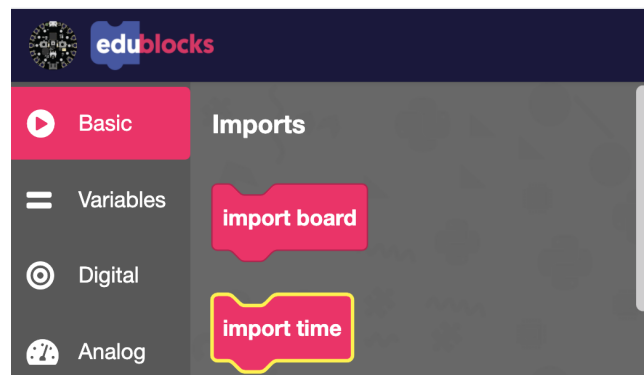 edublocks
Basic
Variables
Digital
Analog
Imports
import board
import time